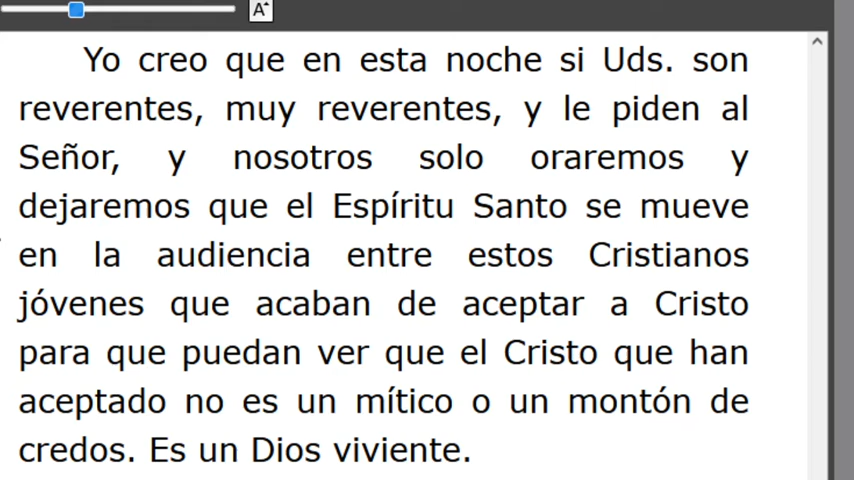 A
Yo creo que en esta noche si Uds. son
reverentes, muy reverentes, y le piden al
Señor, y nosotros solo oraremos y
dejaremos que el Espíritu Santo se mueve
en la audiencia entre estos Cristianos
jóvenes que acaban de aceptar a Cristo
para que puedan ver que el Cristo que han
aceptado no es un mítico o un montón de
credos. Es un Dios viviente.